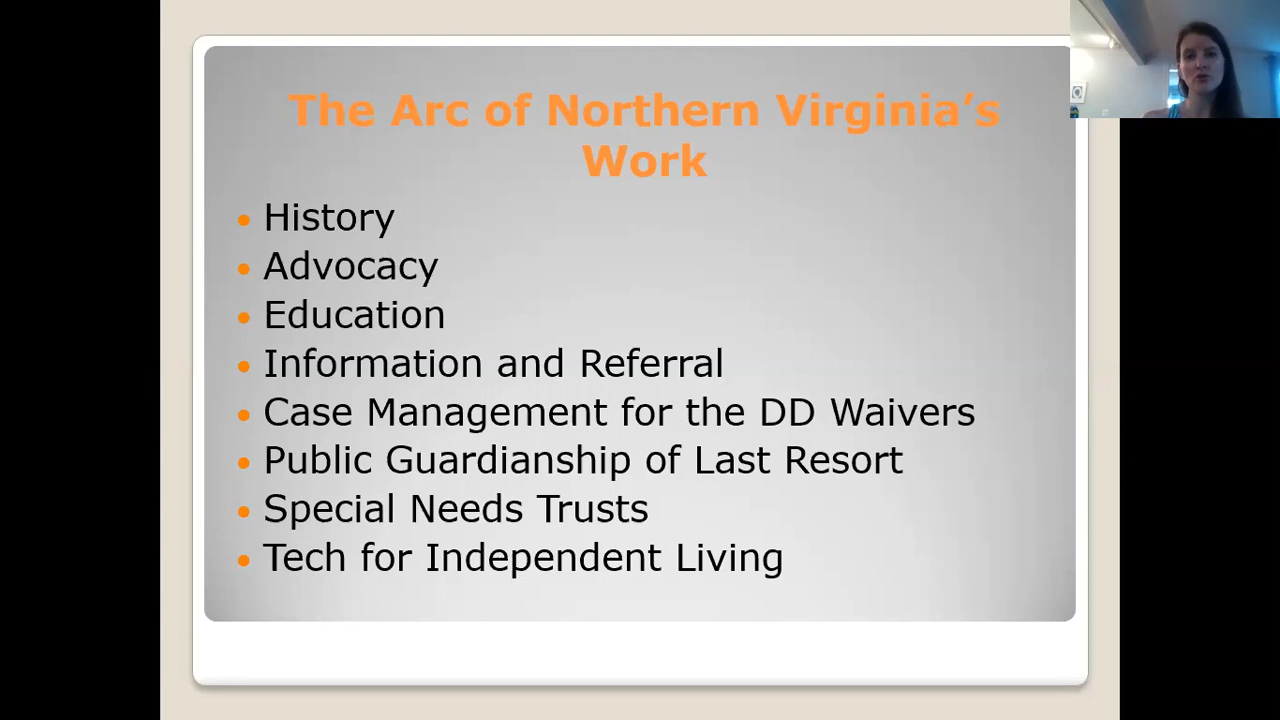 The Arc of Northern Virginia’s
Work
History
Advocacy
Education
Information and Referral
Case Management for the DD Waivers
Public Guardianship of Last Resort
Special Needs Trusts
Tech for Independent Living